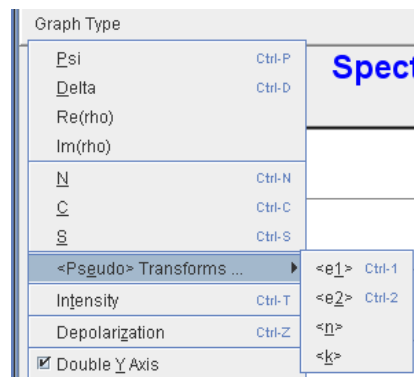 Graph Type
Psi Ctrl-P
Spect
Delta Ctrl-D
Re(rho)
Im(rho)
N Ctrl-N
C Ctrl-C
S Ctrl-S
<Pseudo> Transforms ...
<e1> Ctrl-1
<e2> Ctrl-2
<n>
<k>
Intensity Ctrl-T
Depolarization Ctrl-Z
Double Y Axis